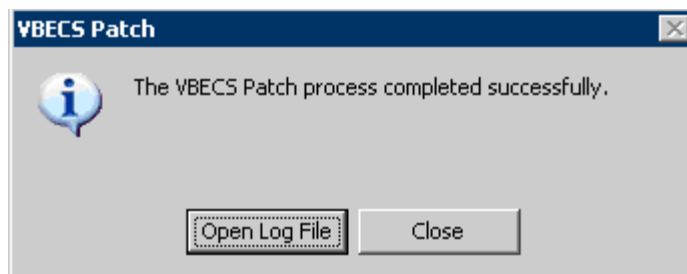 VBECS Patch
The VBECS Patch process completed successfully.
Open Log File
Close